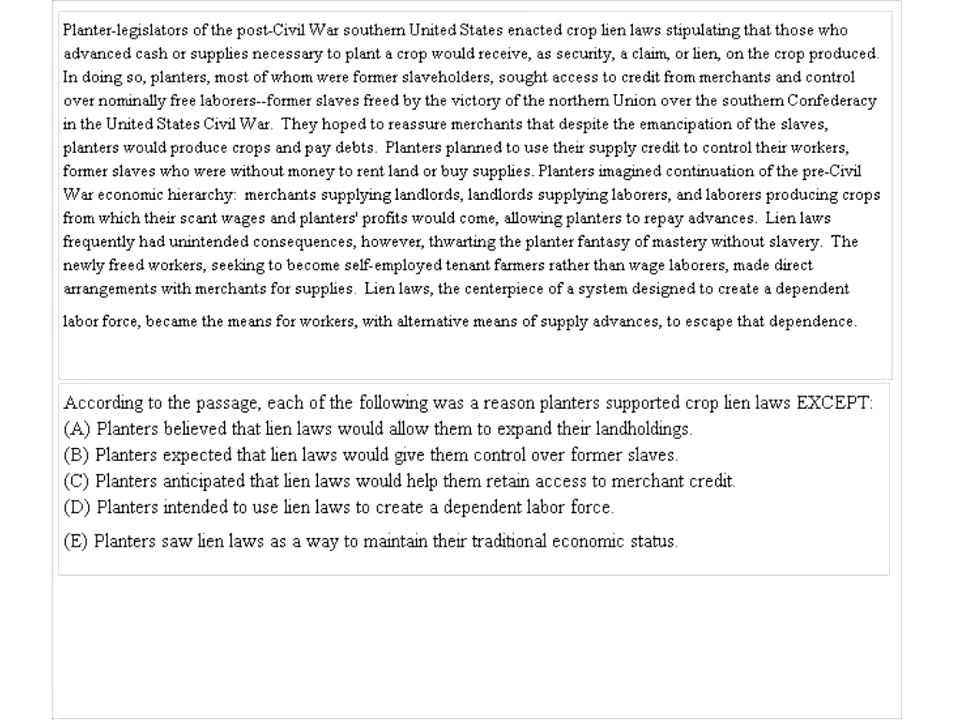 Planter-legislators of the post-Civil War southern United States enacted crop lien laws stipulating that those who
advanced cash or supplies necessary to plant a crop would receive, as security, a claim, or lien, on the crop produced.
In doing so, planters, most of whom were former slaveholders, sought access to credit from merchants and control
over nominally free laborers--former slaves freed by the victory of the northern Union over the southern Confederacy
in the United States Civil War.  They hoped to reassure merchants that despite the emancipation of the slaves,
planters would produce crops and pay debts.  Planters planned to use their supply credit to control their workers,
former slaves who were without money to rent land or buy supplies. Planters imagined continuation of the pre-Civil
War economic hierarchy:  merchants supplying landlords, landlords supplying laborers, and laborers producing crops
from which their scant wages and planters' profits would come, allowing planters to repay advances.  Lien laws
frequently had unintended consequences, however, thwarting the planter fantasy of mastery without slavery.  The
newly freed workers, seeking to become self-employed tenant farmers rather than wage laborers, made direct
arrangements with merchants for supplies.  Lien laws, the centerpiece of a system designed to create a dependent
labor force, became the means for workers, with alternative means of supply advances, to escape that dependence.
According to the passage, each of the following was a reason planters supported crop lien laws EXCEPT:
(A) Planters believed that lien laws would allow them to expand their landholdings.
(B) Planters expected that lien laws would give them control over former slaves.
(C) Planters anticipated that lien laws would help them retain access to merchant credit.
(D) Planters intended to use lien laws to create a dependent labor force.
(E) Planters saw lien laws as a way to maintain their traditional economic status.